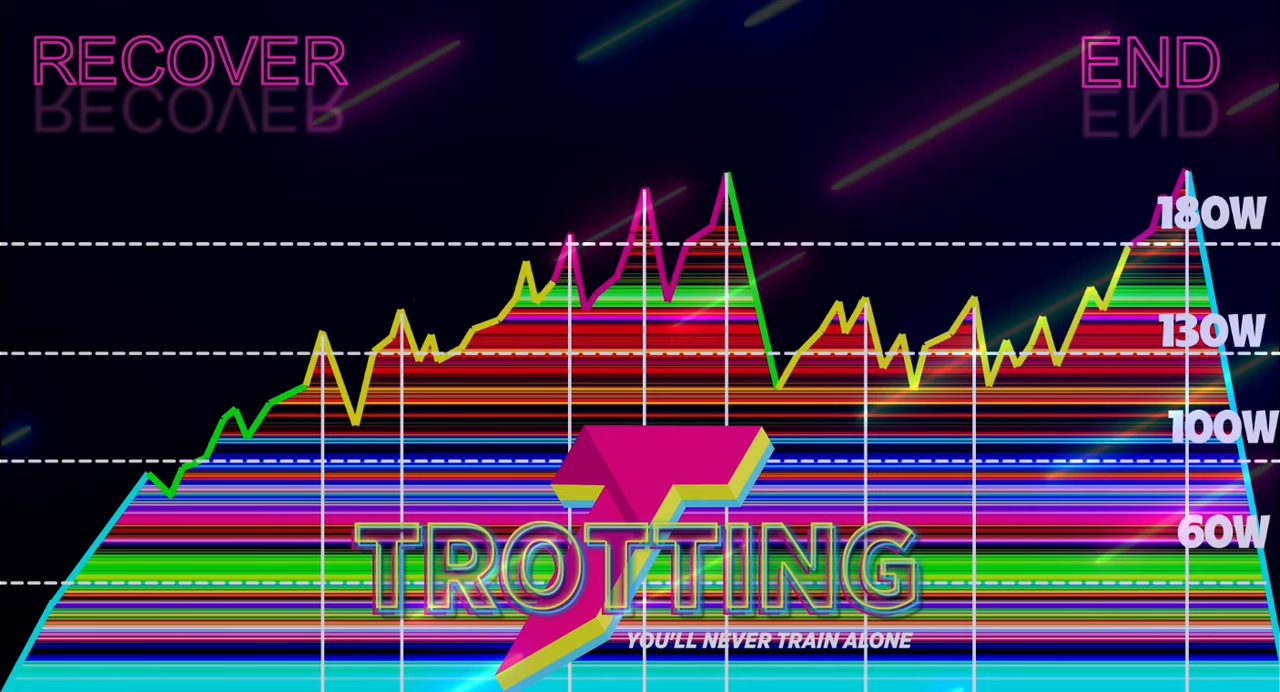 RECOVER
END
180W
130W
100W
60W
TROTTING
YOU'LL NEVER TRAIN ALONE